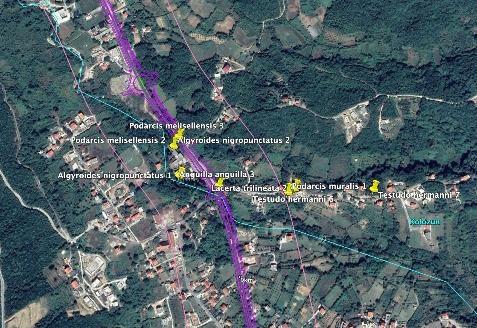 Podarcis melisellensis 3
Podarcis melisellensis 2
Algyroides nigropunctatus 2
Algyroides nigropunctatus 1
Anguilla anguilla 3
Lacerta trilineata 2
Podarcis muralis 1
Testudo hermanni 6
Testudo hermanni 7